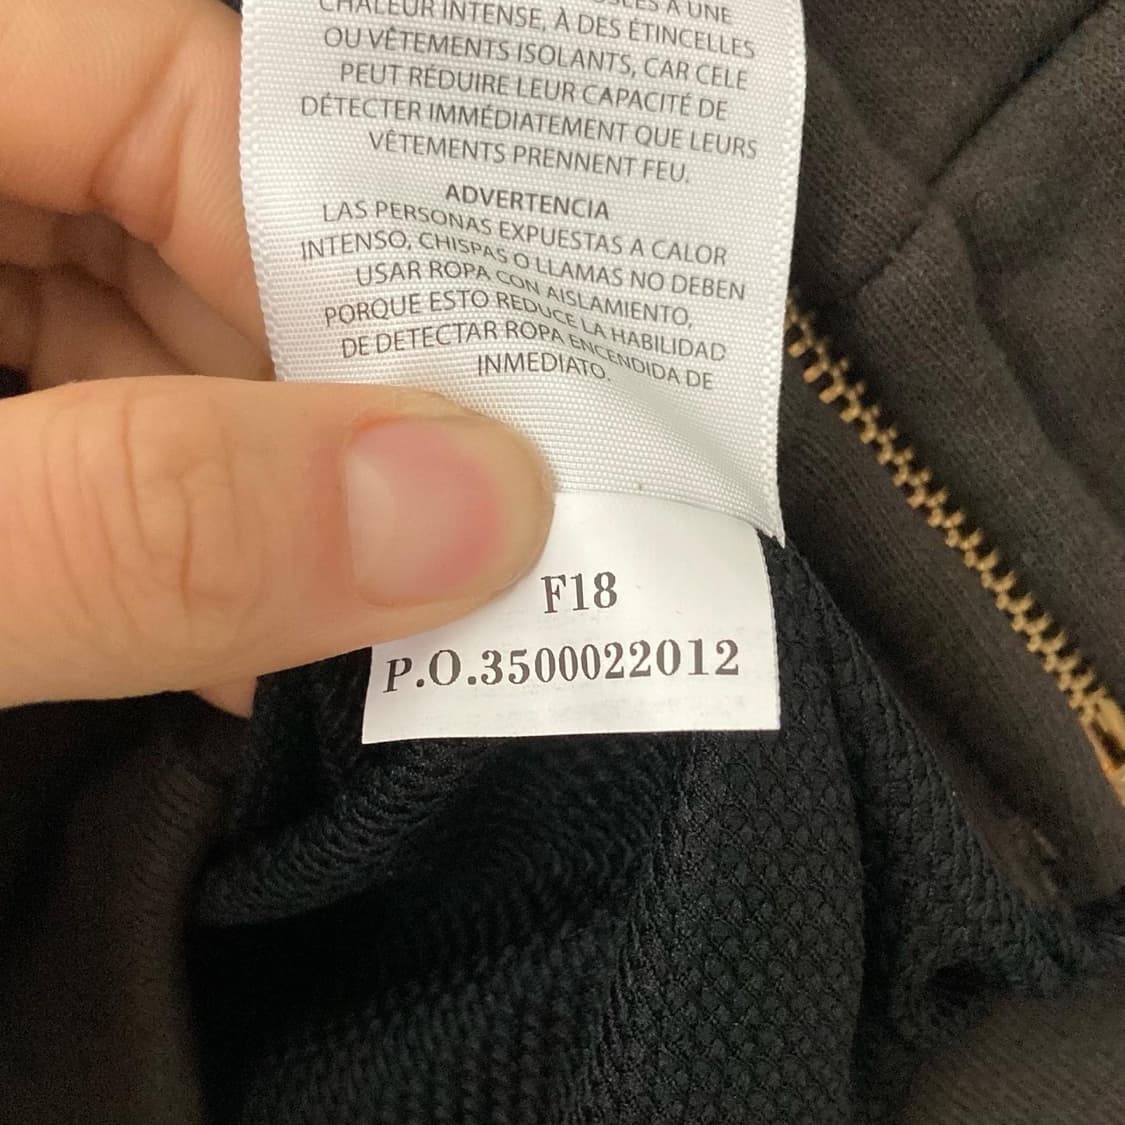 À UNE
CHALEUR INTENSE, À DES ÉTINCELLES
OU VÊTEMENTS ISOLANTS, CAR CELE
PEUT RÉDUIRE LEUR CAPACITÉ DE
DÉTECTER IMMÉDIATEMENT QUE LEURS
VÊTEMENTS PRENNENT FEU.
ADVERTENCIA
LAS PERSONAS EXPUESTAS A CALOR
INTENSO, CHISPAS O LLAMAS NO DEBEN
USAR ROPA CON AISLAMIENTO,
PORQUE ESTO REDUCE LA HABILIDAD
DE DETECTAR ROPA ENCENDIDA DE
INMEDIATO.
F18
P.O.3500022012